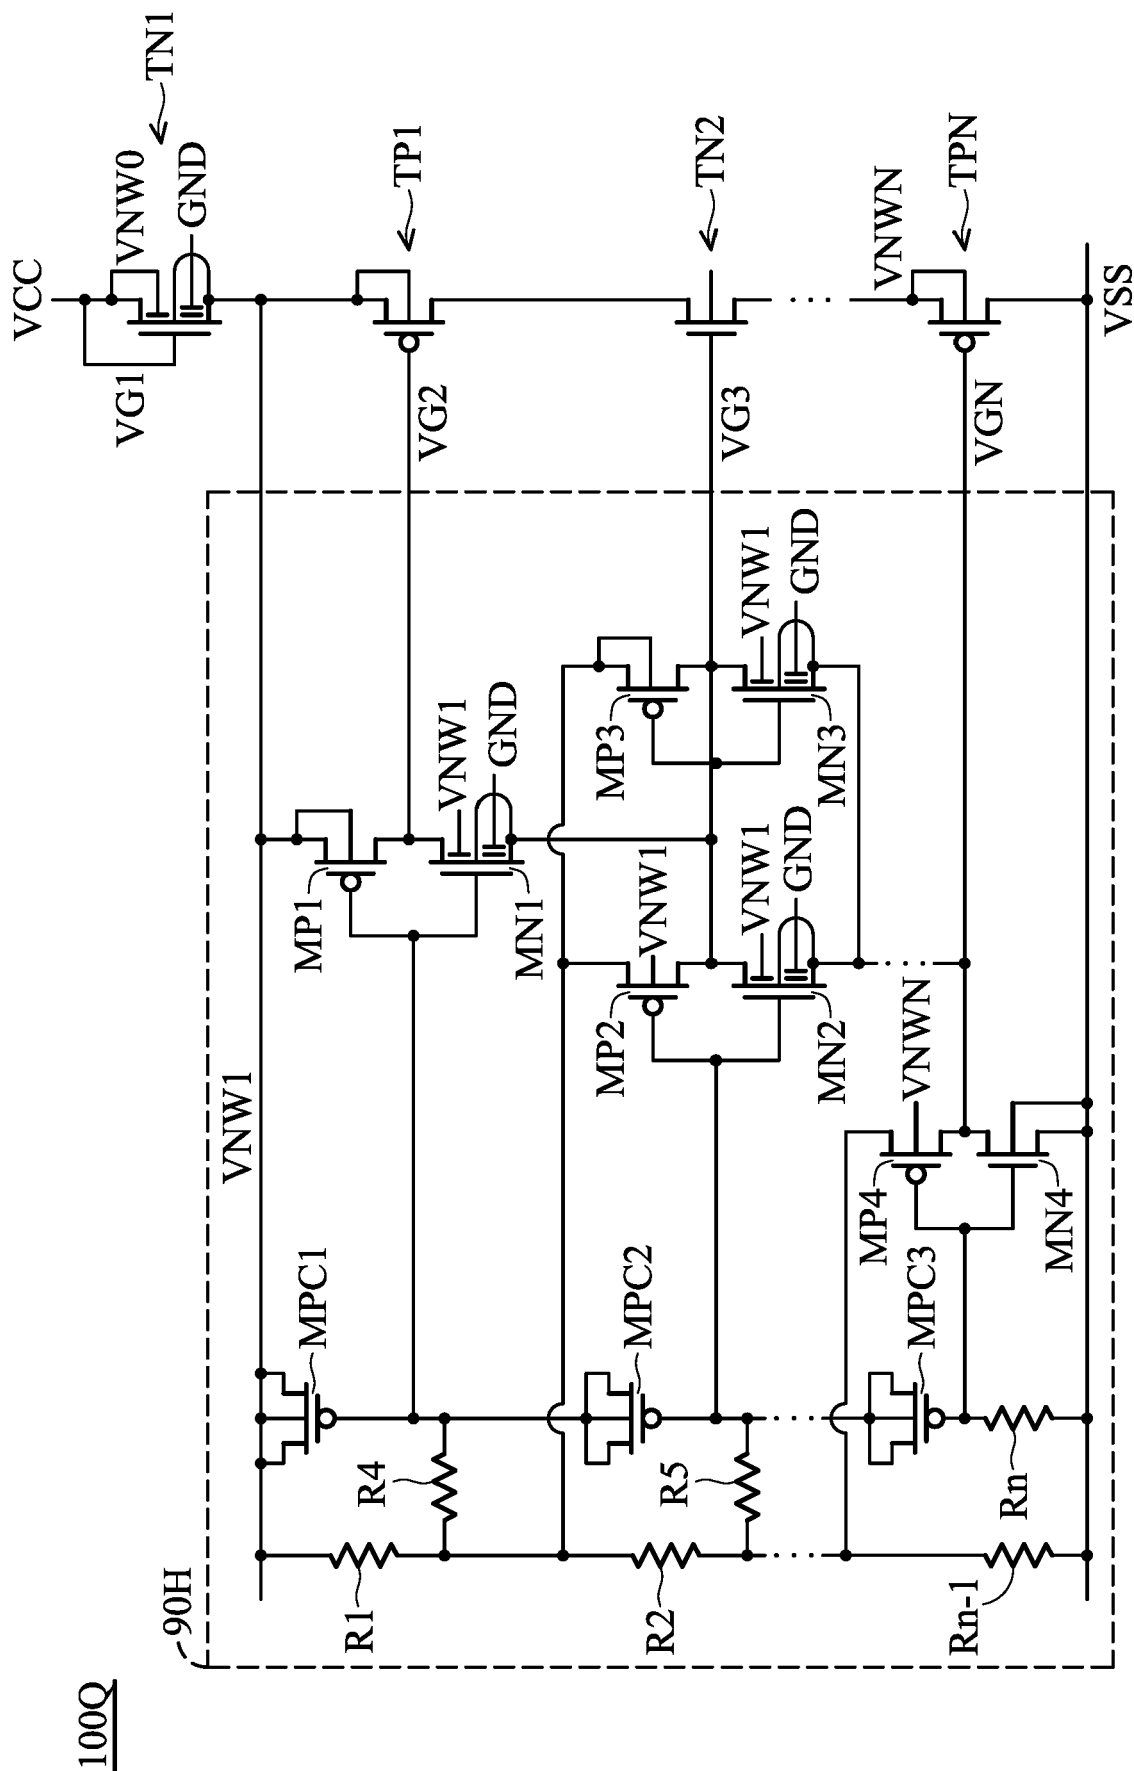 100Q
90H
VCC
VNW0
TN1
VG1
GND
VNW1
TP1
VG2
TN2
VG3
VNWN
TPN
VGN
VSS
MPC1
MP1
VNW1
GND
MN1
R1
R4
MPC2
MP2
VNW1
MP3
VNW1
GND
MN2
VNW1
GND
MN3
R2
R5
MPC3
MP4
VNWN
MN4
Rn-1
Rn